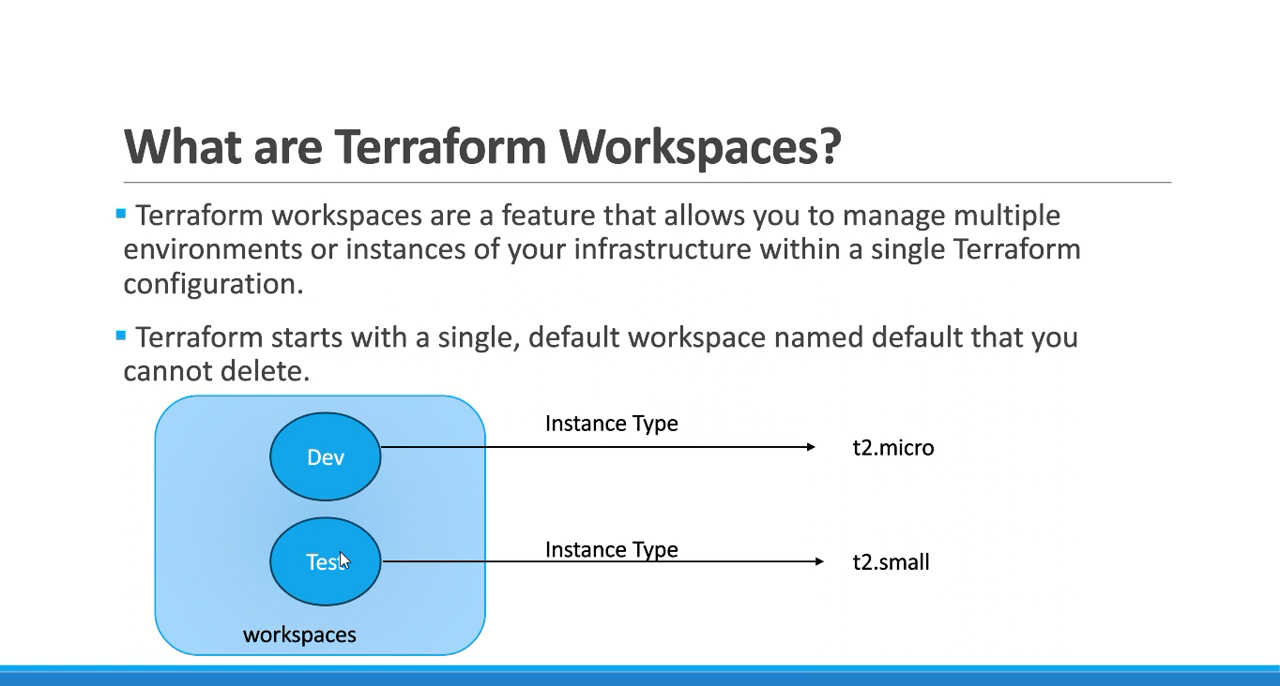 What are Terraform Workspaces?
▪ Terraform workspaces are a feature that allows you to manage multiple
environments or instances of your infrastructure within a single Terraform
configuration.
▪ Terraform starts with a single, default workspace named default that you
cannot delete.
Dev
Instance Type
t2.micro
Test
Instance Type
t2.small
workspaces